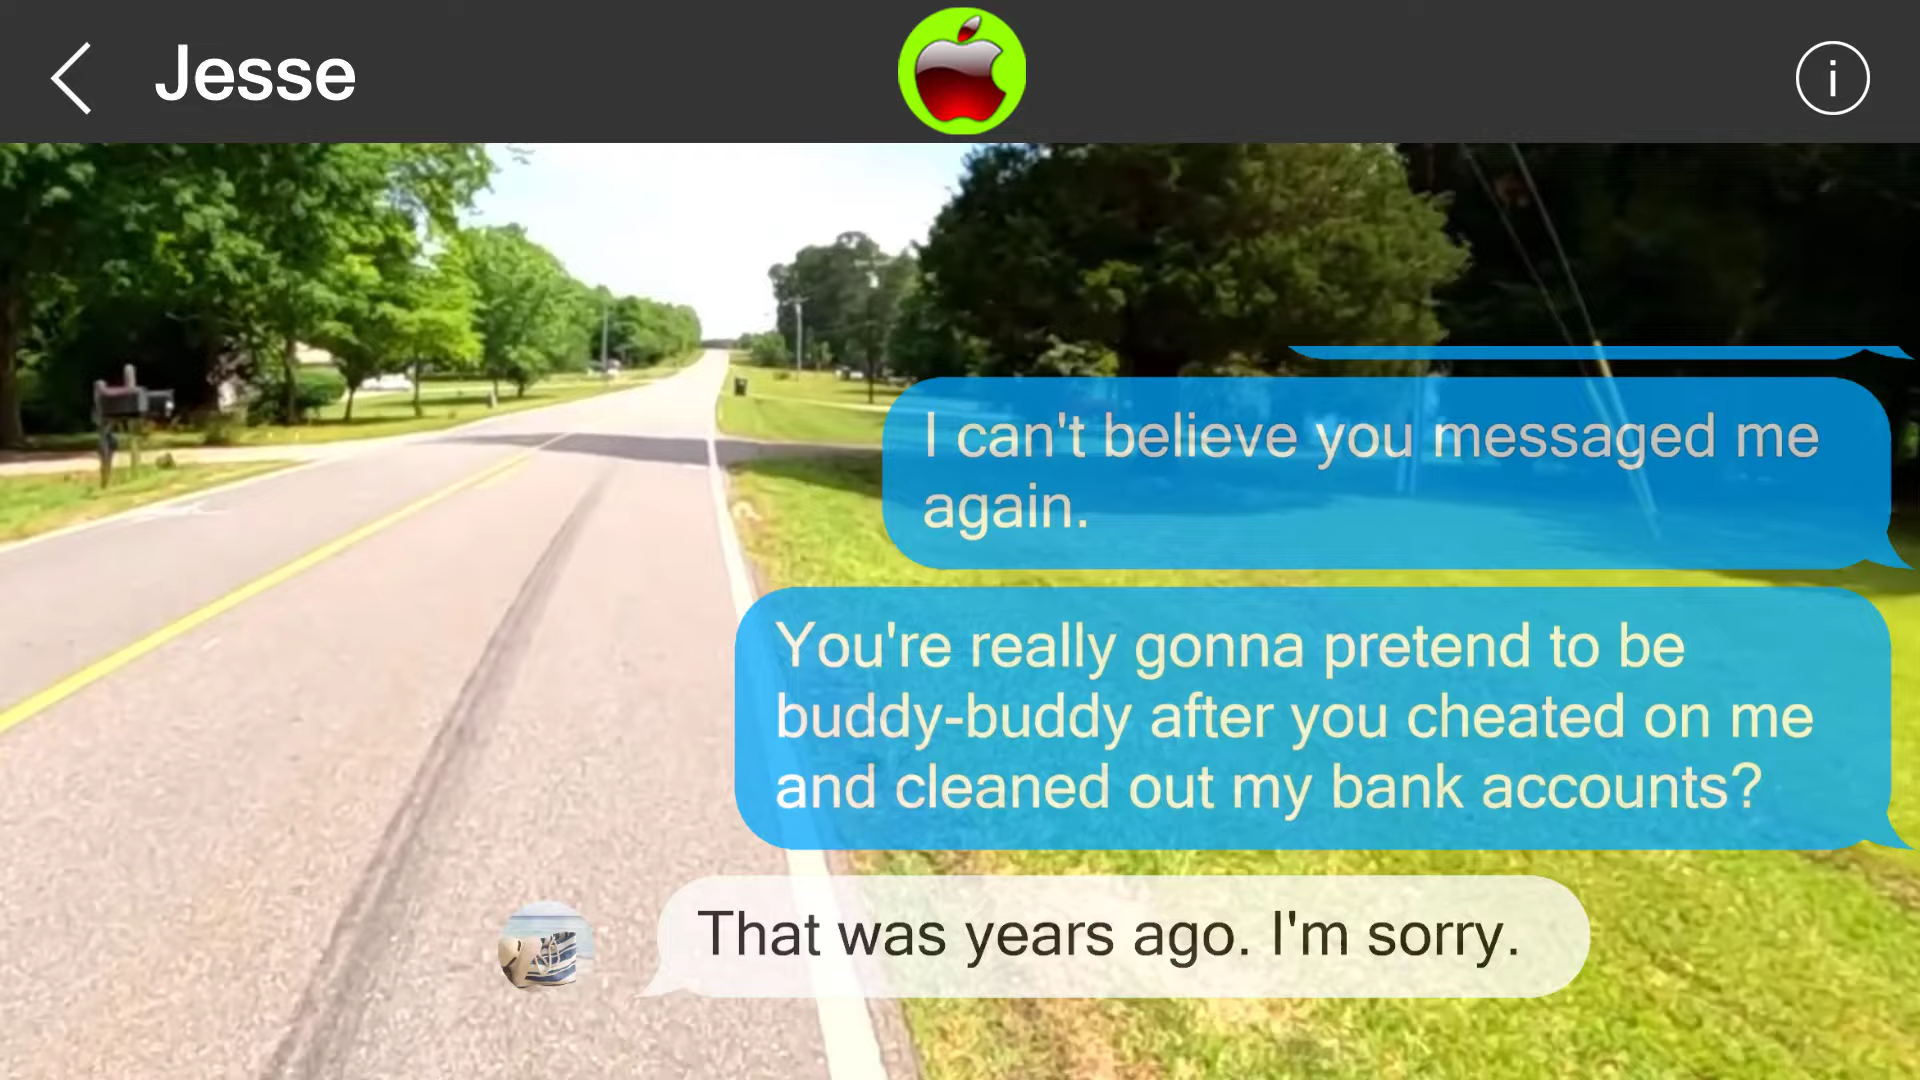 Jesse
i
I can't believe you messaged me
again.
You're really gonna pretend to be
buddy-buddy after you cheated on me
and cleaned out my bank accounts?
That was years ago. I'm sorry.